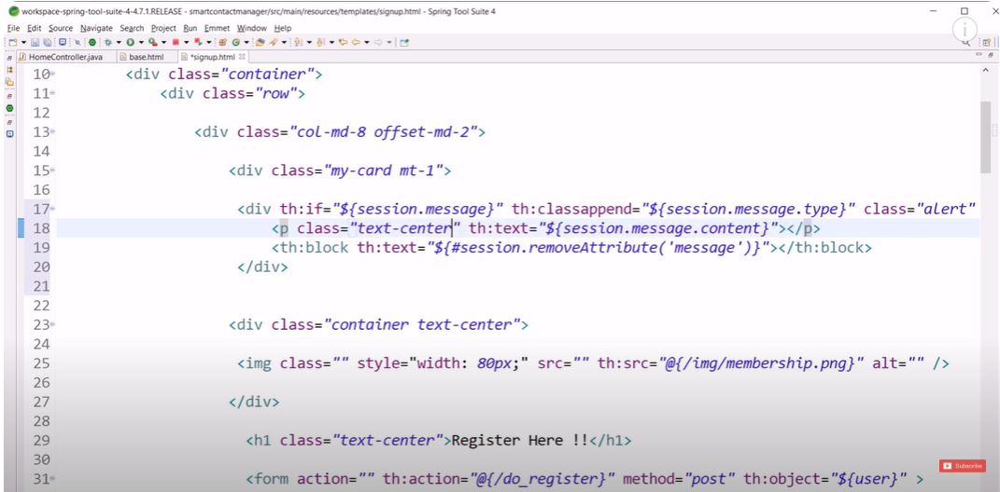 workspace-spring-tool-suite-4-4.7.1.RELEASE - smartcontactmanager/src/main/resources/templates/signup.html - Spring Tool Suite 4
File Edit Source Navigate Search Project Run Emmet Window Help
HomeController.java base.html *signup.html
10 <div class="container">
11 <div class="row">
12
13 <div class="col-md-8 offset-md-2">
14
15 <div class="my-card mt-1">
16
17 <div th:if="${session.message}" th:classappend="${session.message.type}" class="alert"
18 <p class="text-center" th:text="${session.message.content}"></p>
19 <th:block th:text="${#session.removeAttribute('message')}"></th:block>
20 </div>
21
22
23 <div class="container text-center">
24
25 <img class="" style="width: 80px;" src="" th:src="@{/img/membership.png}" alt="" />
26
27 </div>
28
29 <h1 class="text-center">Register Here !!</h1>
30
31 <form action="" th:action="@{/do_register}" method="post" th:object="${user}" >
Subscribe